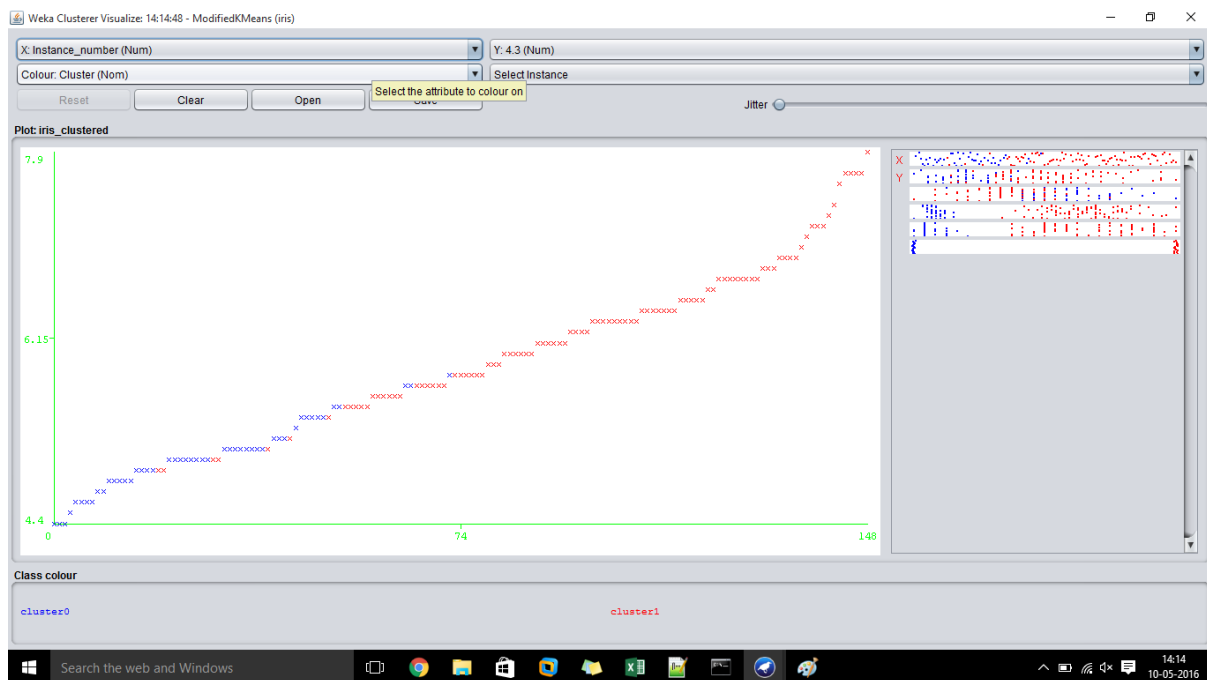 Weka Clusterer Visualize: 14:14:48 - ModifiedKMeans (iris)
X: Instance_number (Num)
Y: 4.3 (Num)
Colour: Cluster (Nom)
Select Instance
Reset
Clear
Open
Save
Select the attribute to colour on
Jitter
Plot: iris_clustered
7.9
6.15
4.4
0
74
148
X
Y
Class colour
cluster0
cluster1
Search the web and Windows
14:14
10-05-2016